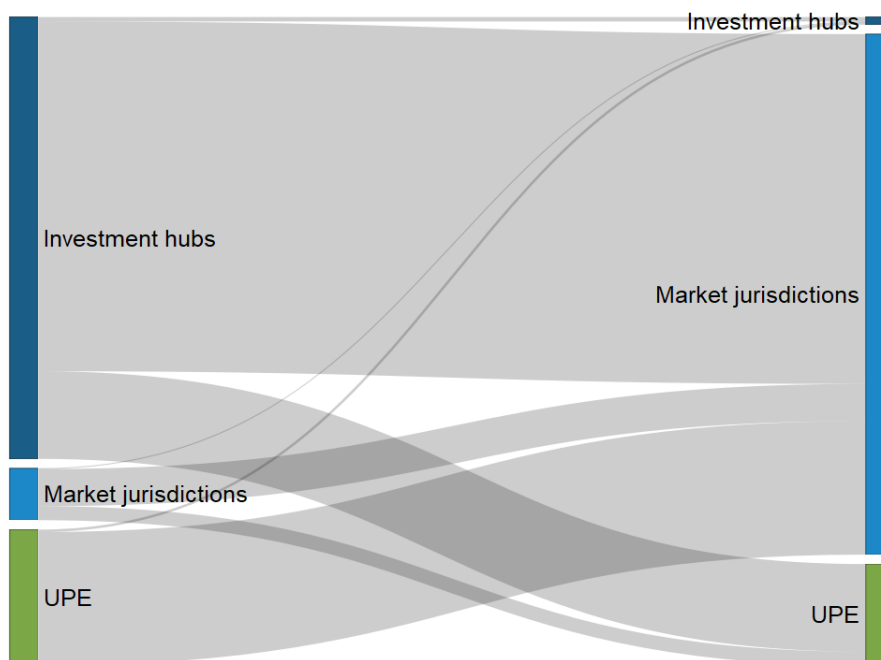 Investment hubs
Investment hubs
Market jurisdictions
Market jurisdictions
UPE
UPE